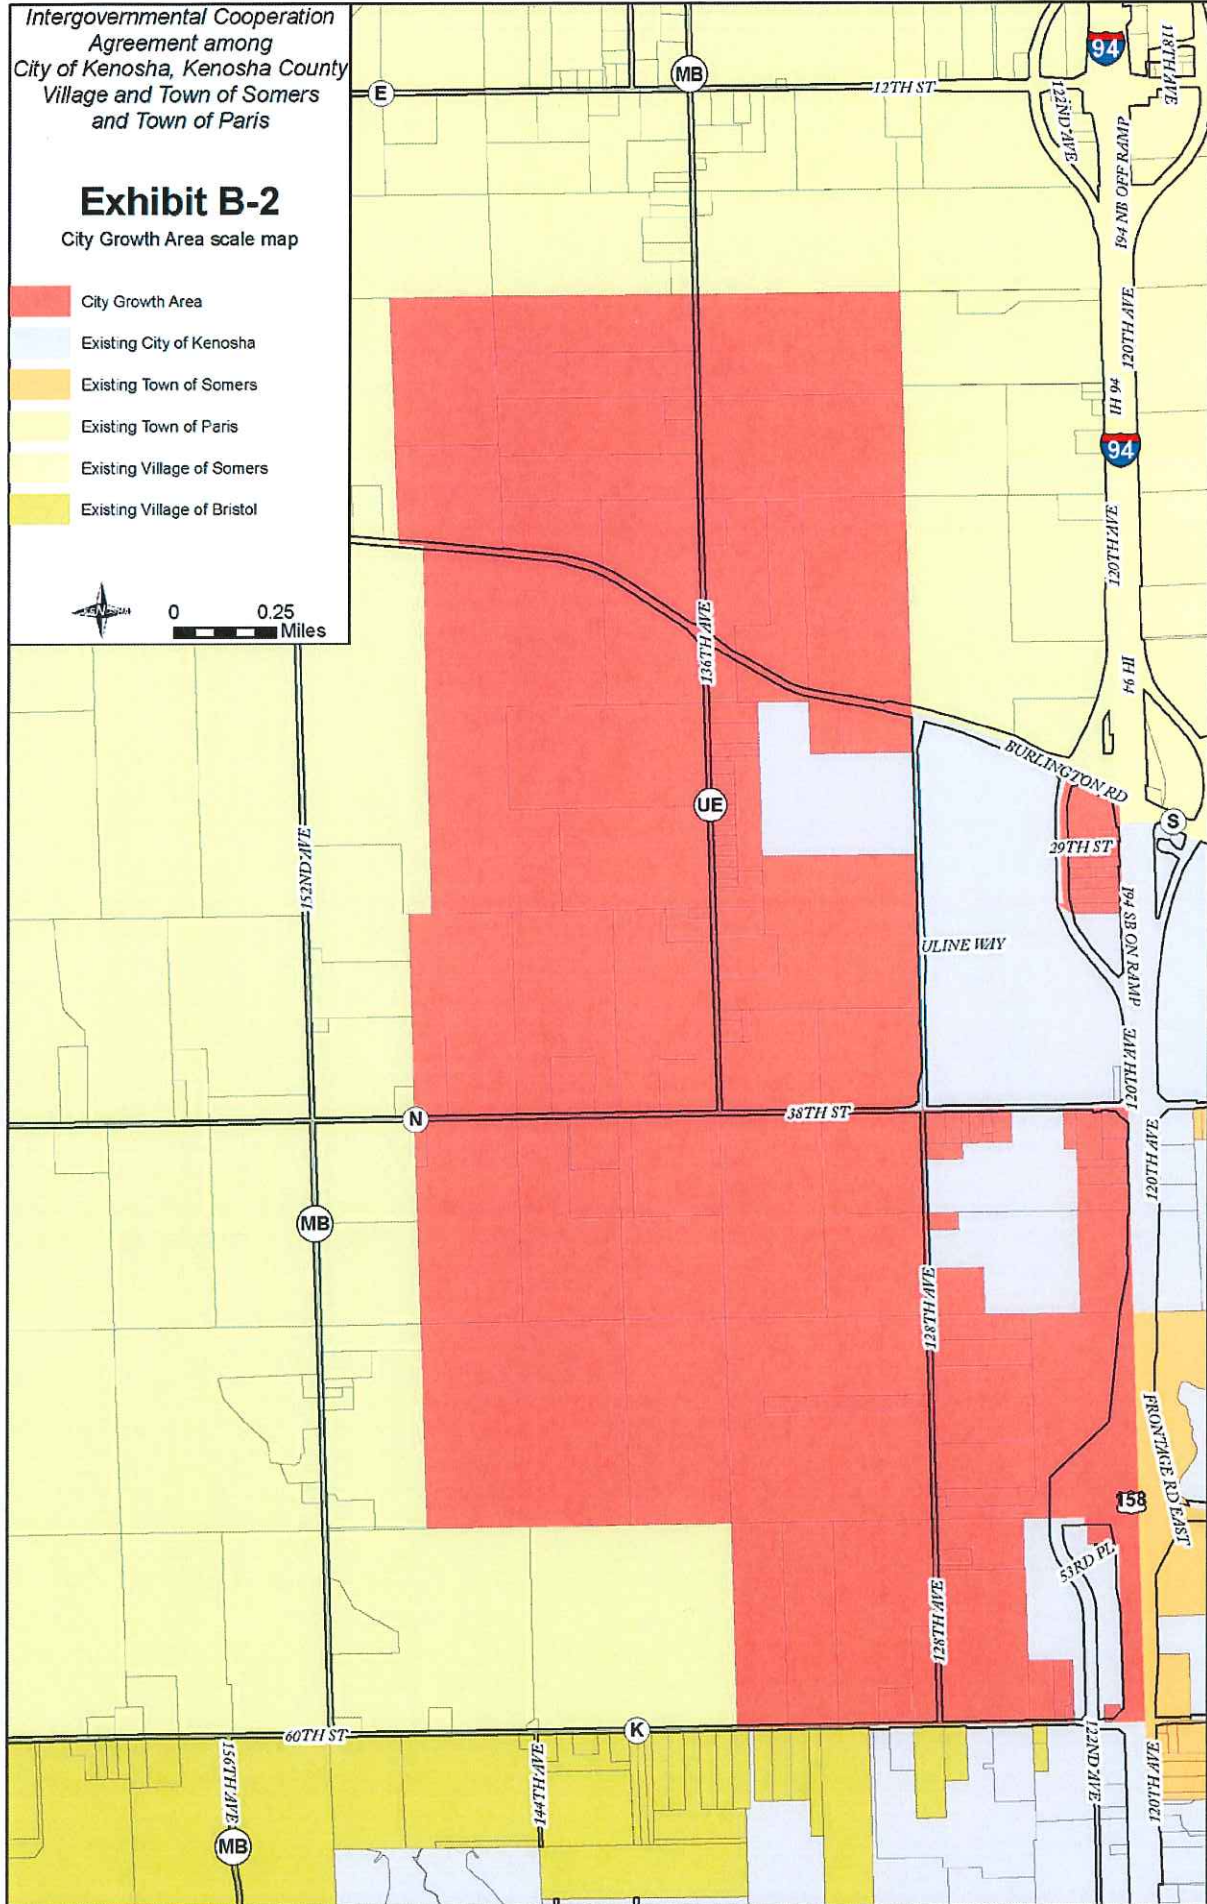 Intergovernmental Cooperation
Agreement among
City of Kenosha, Kenosha County
Village and Town of Somers
and Town of Paris
Exhibit B-2
City Growth Area scale map
City Growth Area
Existing City of Kenosha
Existing Town of Somers
Existing Town of Paris
Existing Village of Somers
Existing Village of Bristol
0 0.25
Miles
E
MB
12TH ST
94
118TH AVE
122ND AVE
I94 NB OFF RAMP
120TH AVE
IH 94
94
120TH AVE
136TH AVE
IH 94
BURLINGTON RD
UE
S
29TH ST
152ND AVE
I94 SB ON RAMP
ULINE WAY
120TH AVE
N
38TH ST
120TH AVE
MB
128TH AVE
FRONTAGE RD EAST
158
53RD PL
128TH AVE
60TH ST
K
156TH AVE
144TH AVE
122ND AVE
120TH AVE
MB